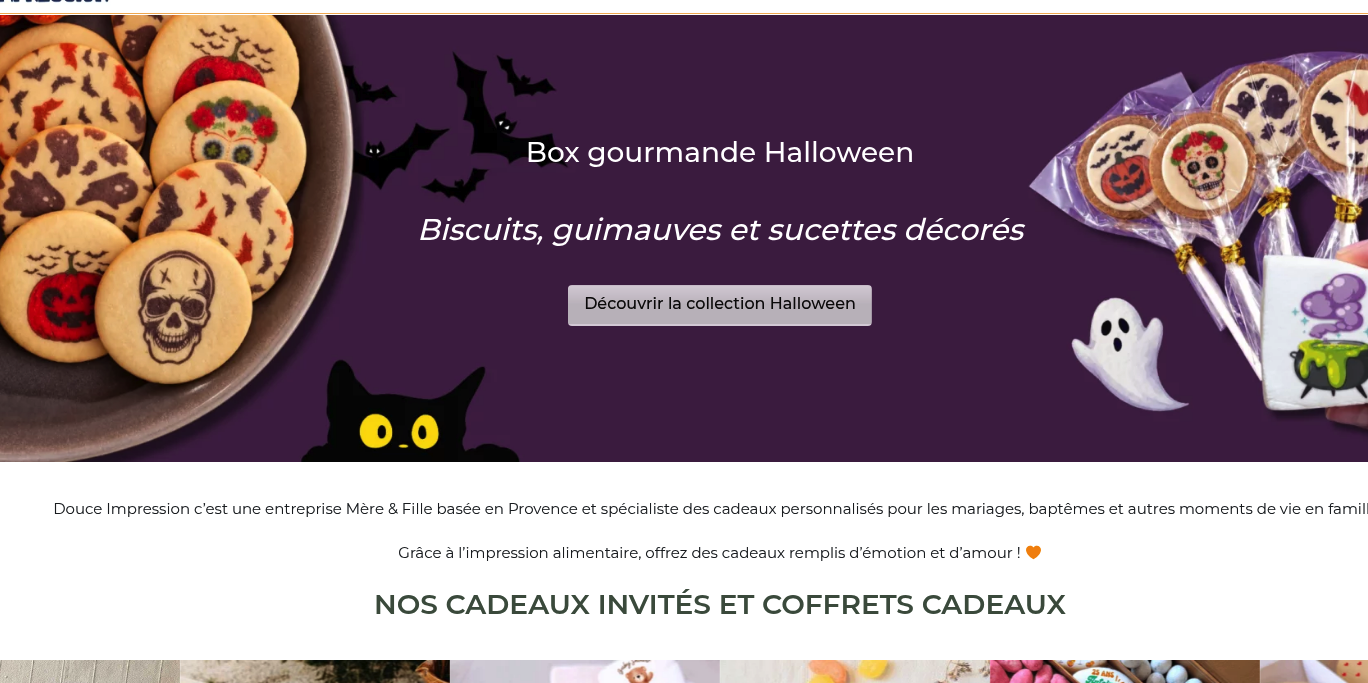 Box gourmande Halloween
Biscuits, guimauves et sucettes décorés
Découvrir la collection Halloween
Douce Impression c’est une entreprise Mère & Fille basée en Provence et spécialiste des cadeaux personnalisés pour les mariages, baptêmes et autres moments de vie en
Grâce à l’impression alimentaire, offrez des cadeaux remplis d’émotion et d’amour ! 🧡
NOS CADEAUX INVITÉS ET COFFRETS CADEAUX